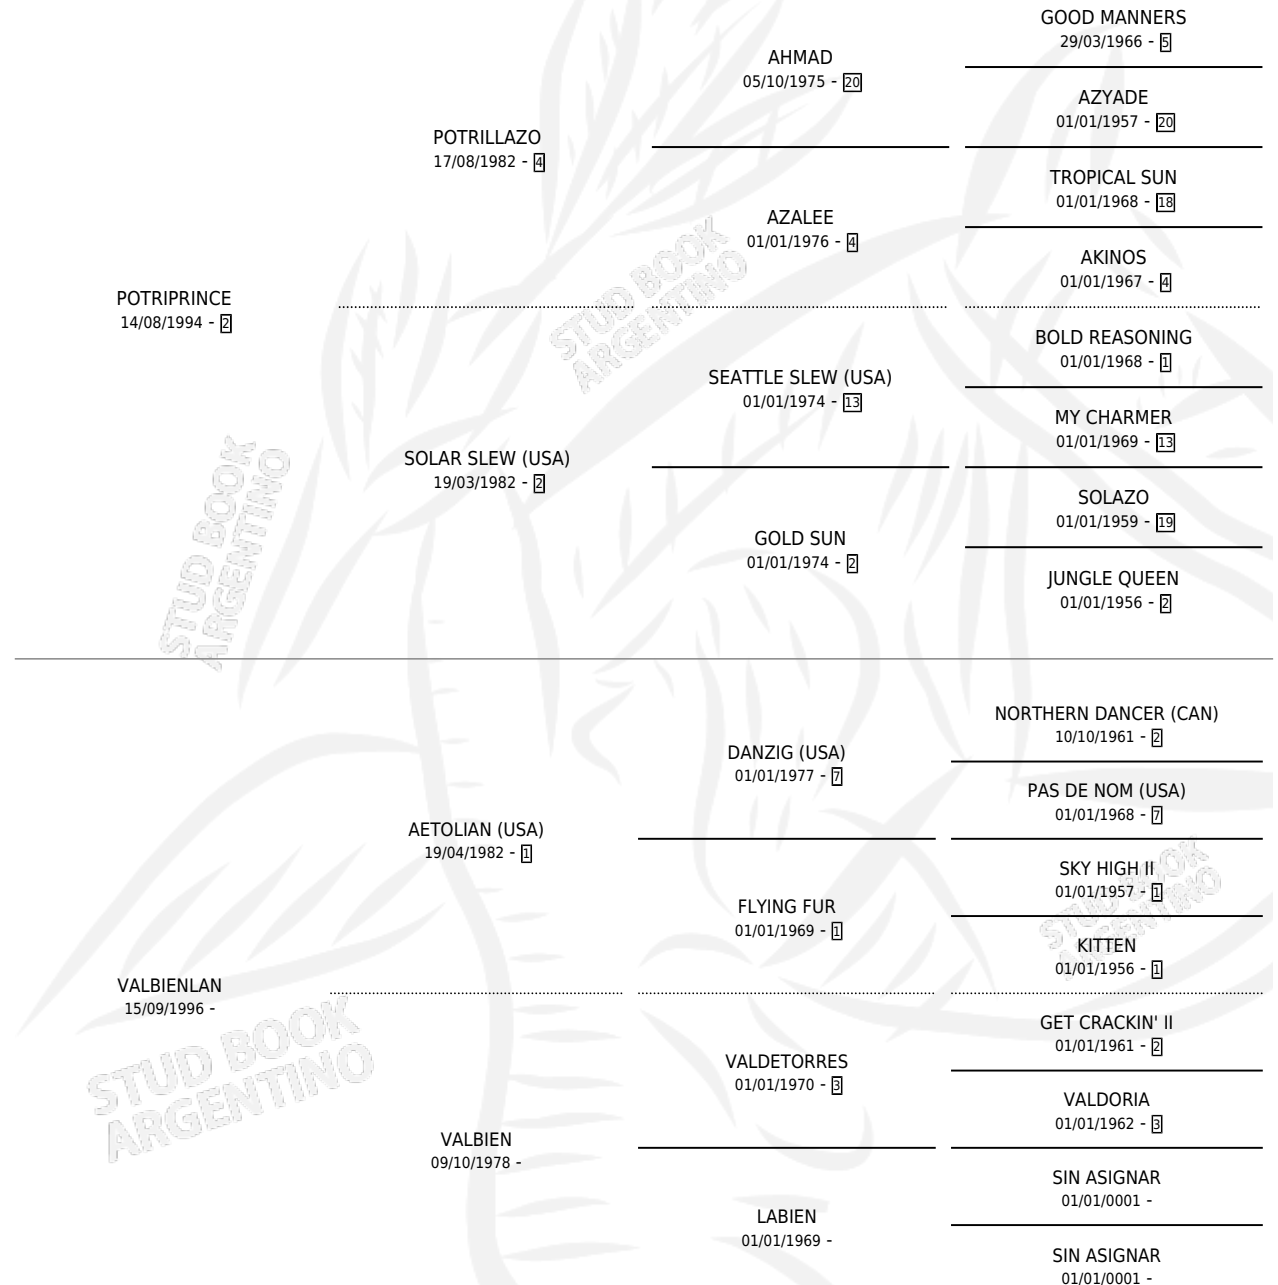 GOOD MANNERS
29/03/1966 - 5
AHMAD
05/10/1975 - 20
AZYADE
01/01/1957 - 20
POTRILLAZO
17/08/1982 - 4
TROPICAL SUN
01/01/1968 - 18
AZALEE
01/01/1976 - 4
AKINOS
01/01/1967 - 4
POTRIPRINCE
14/08/1994 - 2
BOLD REASONING
01/01/1968 - 1
SEATTLE SLEW (USA)
01/01/1974 - 13
MY CHARMER
01/01/1969 - 13
SOLAR SLEW (USA)
19/03/1982 - 2
SOLAZO
01/01/1959 - 19
GOLD SUN
01/01/1974 - 2
JUNGLE QUEEN
01/01/1956 - 2
STUD BOOK
ARGENTINO
STUD BOOK
ARGENTINO
NORTHERN DANCER (CAN)
10/10/1961 - 2
DANZIG (USA)
01/01/1977 - 7
PAS DE NOM (USA)
01/01/1968 - 7
AETOLIAN (USA)
19/04/1982 - 1
SKY HIGH II
01/01/1957 - 1
FLYING FUR
01/01/1969 - 1
KITTEN
01/01/1956 - 1
STUD BOOK
ARGENTINO
VALBIENLAN
15/09/1996 -
GET CRACKIN' II
01/01/1961 - 2
VALDETORRES
01/01/1970 - 3
VALDORIA
01/01/1962 - 3
STUD BOOK
ARGENTINO
VALBIEN
09/10/1978 -
SIN ASIGNAR
01/01/0001 -
LABIEN
01/01/1969 -
SIN ASIGNAR
01/01/0001 -